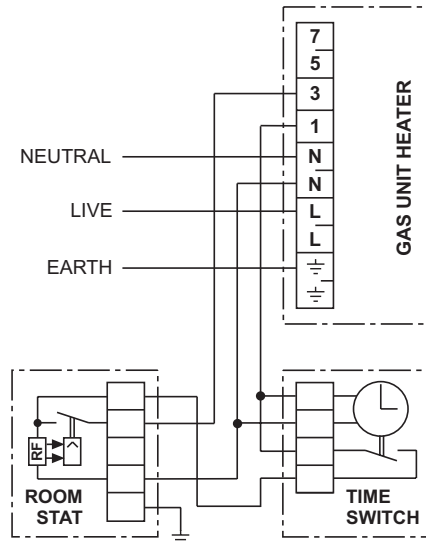 7
5
3
1
N
N
L
L
GAS UNIT HEATER
NEUTRAL
LIVE
EARTH
RF
ROOM
STAT
TIME
SWITCH